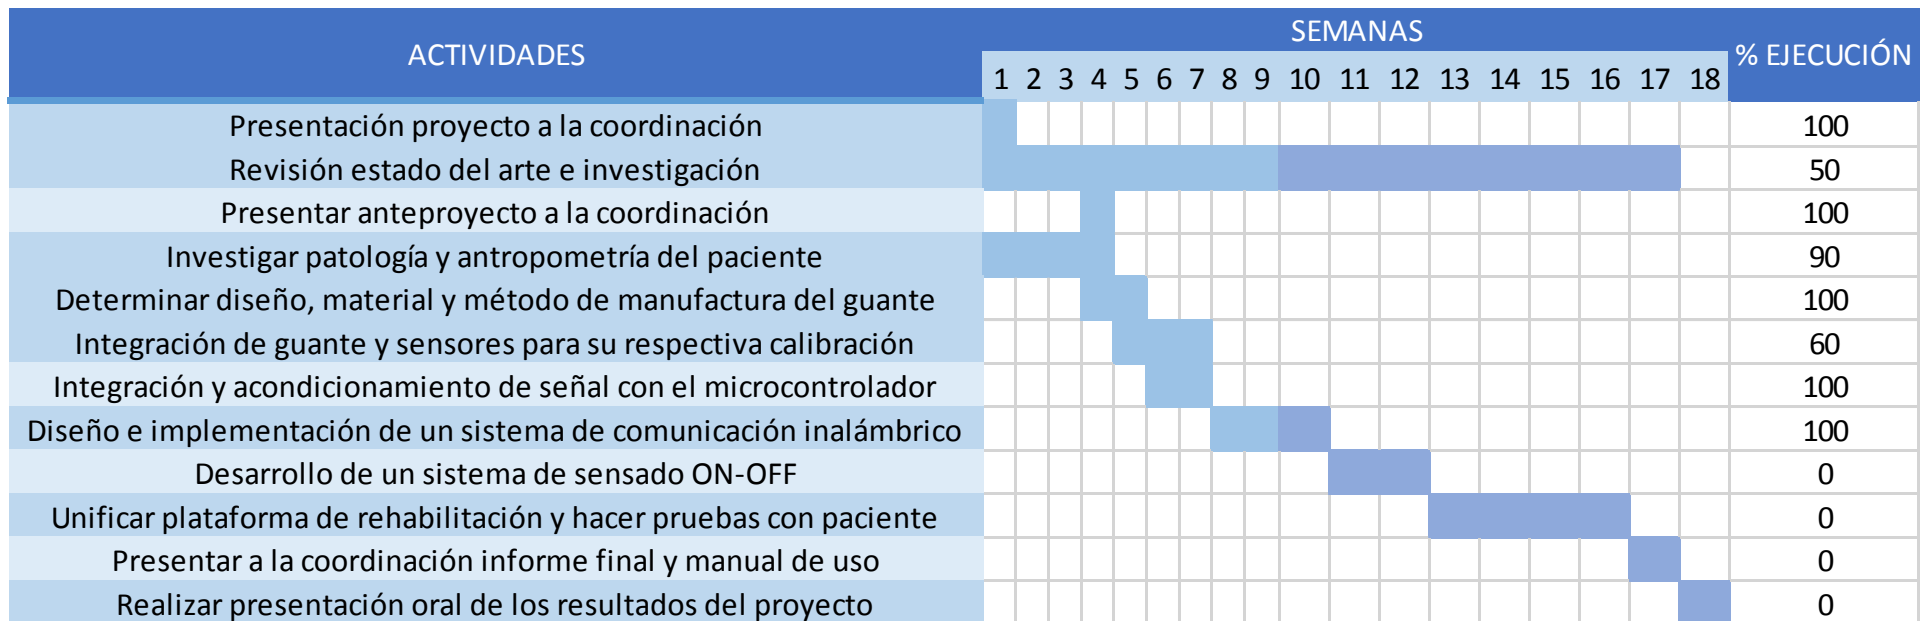 ACTIVIDADES SEMANAS % EJECUCIÓN
1 2 3 4 5 6 7 8 9 10 11 12 13 14 15 16 17 18
Presentación proyecto a la coordinación 100
Revisión estado del arte e investigación 50
Presentar anteproyecto a la coordinación 100
Investigar patología y antropometría del paciente 90
Determinar diseño, material y método de manufactura del guante 100
Integración de guante y sensores para su respectiva calibración 60
Integración y acondicionamiento de señal con el microcontrolador 100
Diseño e implementación de un sistema de comunicación inalámbrico 100
Desarrollo de un sistema de sensado ON-OFF 0
Unificar plataforma de rehabilitación y hacer pruebas con paciente 0
Presentar a la coordinación informe final y manual de uso 0
Realizar presentación oral de los resultados del proyecto 0